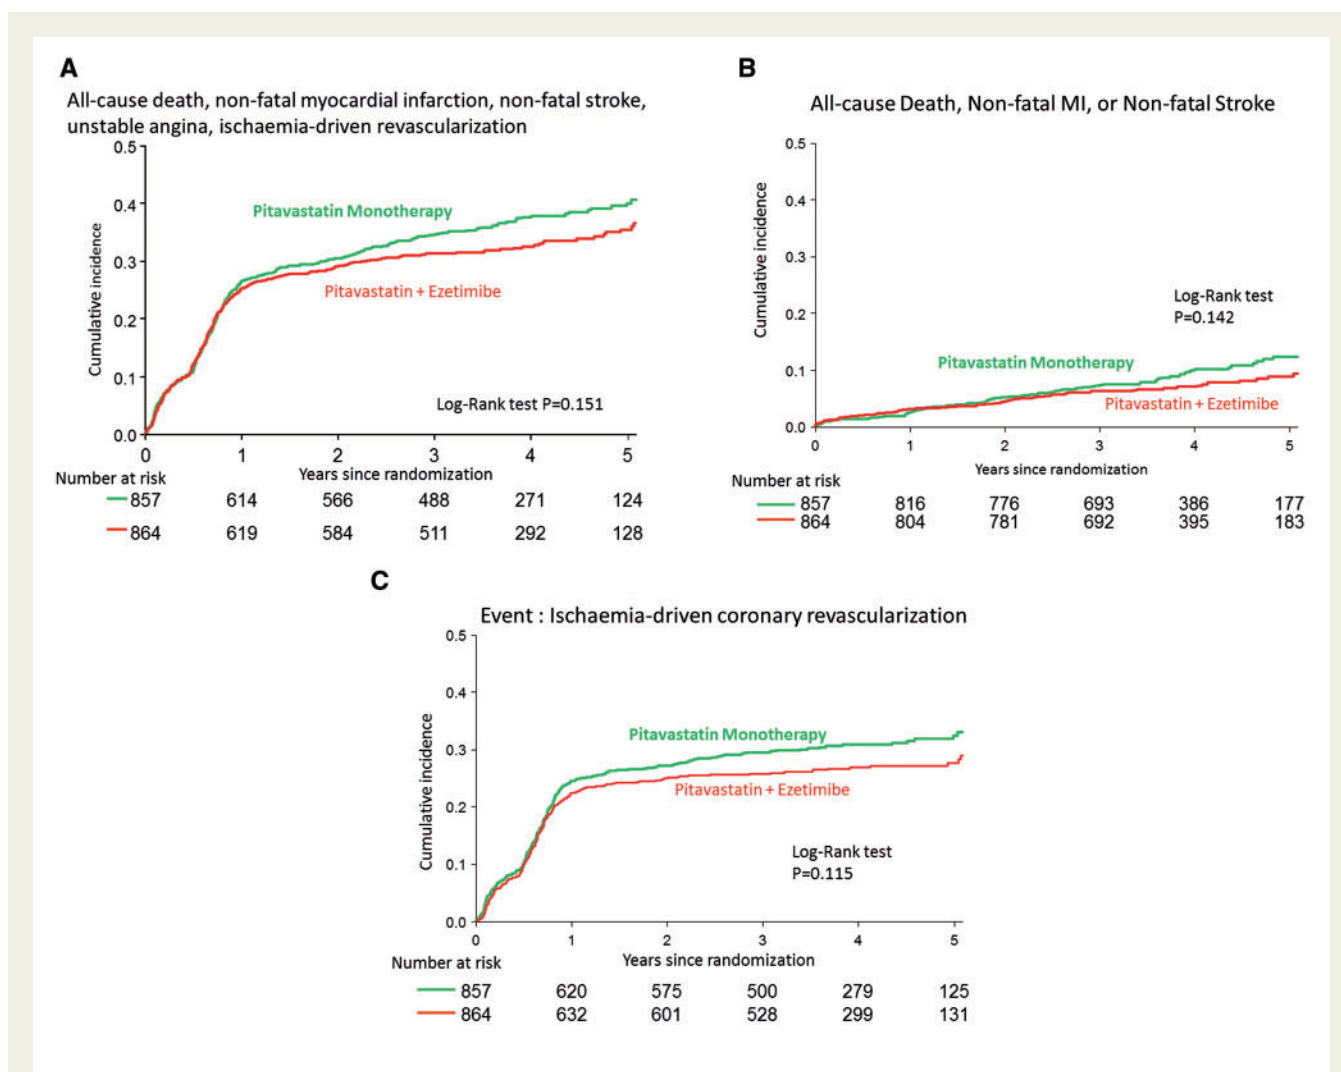 A
All-cause death, non-fatal myocardial infarction, non-fatal stroke,
unstable angina, ischaemia-driven revascularization
0.5
0.4
0.3
0.2
0.1
0.0
Cumulative incidence
Pitavastatin Monotherapy
Pitavastatin + Ezetimibe
Log-Rank test P=0.151
0 1 2 3 4 5
Years since randomization
Number at risk
857 614 566 488 271 124
864 619 584 511 292 128
B
All-cause Death, Non-fatal MI, or Non-fatal Stroke
0.5
0.4
0.3
0.2
0.1
0.0
Cumulative incidence
Log-Rank test
P=0.142
Pitavastatin Monotherapy
Pitavastatin + Ezetimibe
0 1 2 3 4 5
Years since randomization
Number at risk
857 816 776 693 386 177
864 804 781 692 395 183
C
Event : Ischaemia-driven coronary revascularization
0.5
0.4
0.3
0.2
0.1
0.0
Cumulative incidence
Pitavastatin Monotherapy
Pitavastatin + Ezetimibe
Log-Rank test
P=0.115
0 1 2 3 4 5
Years since randomization
Number at risk
857 620 575 500 279 125
864 632 601 528 299 131